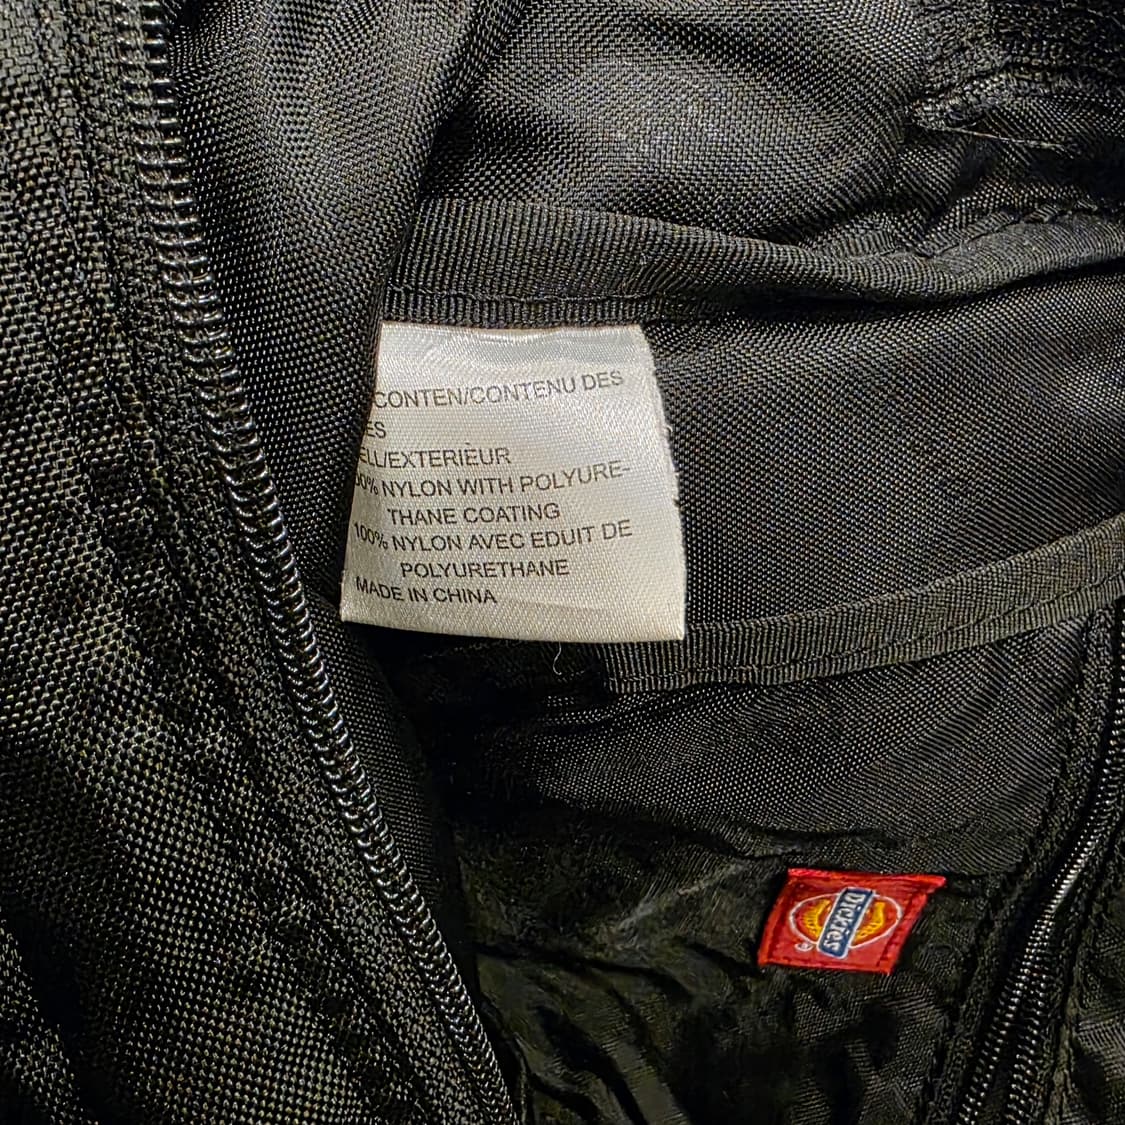 CONTEN/CONTENU DES
ES
ELL/EXTERIÈUR
00% NYLON WITH POLYURE-
THANE COATING
100% NYLON AVEC EDUIT DE
POLYURETHANE
MADE IN CHINA
Dickies
®